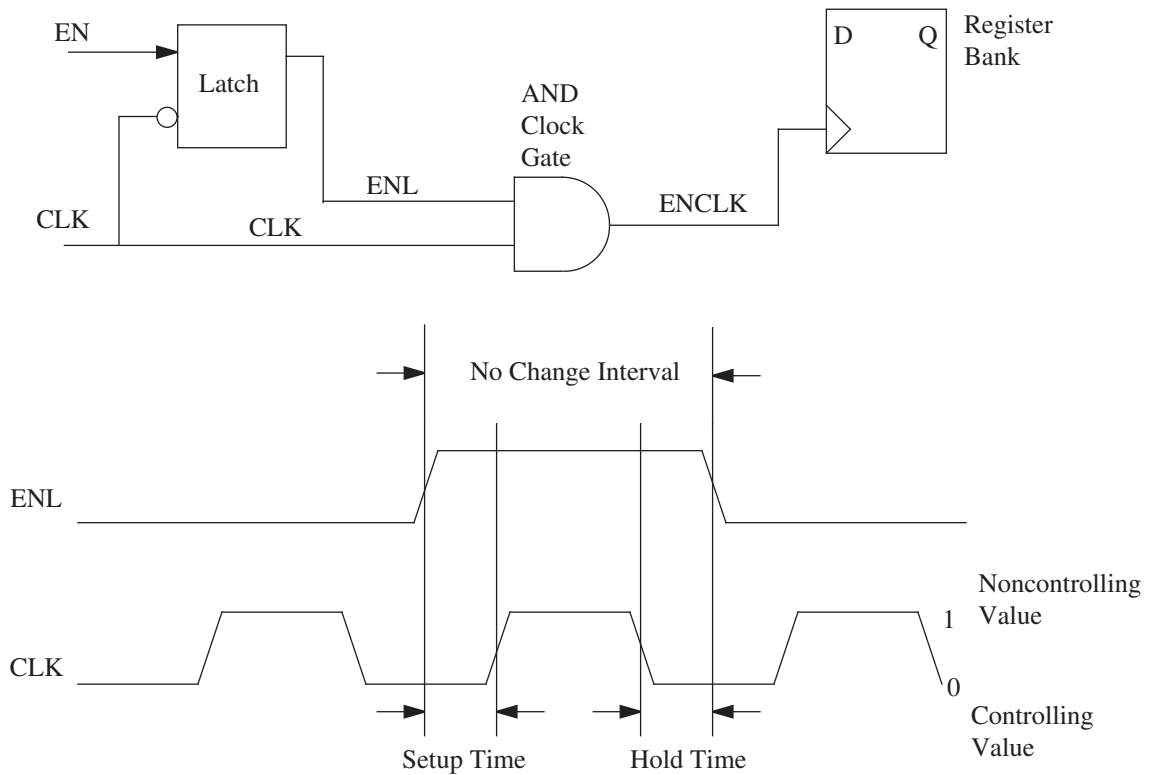 EN
Latch
D Q
Register
Bank
AND
Clock
Gate
ENL
ENCLK
CLK
CLK
No Change Interval
ENL
Noncontrolling
Value
1
CLK
0
Controlling
Value
Setup Time
Hold Time